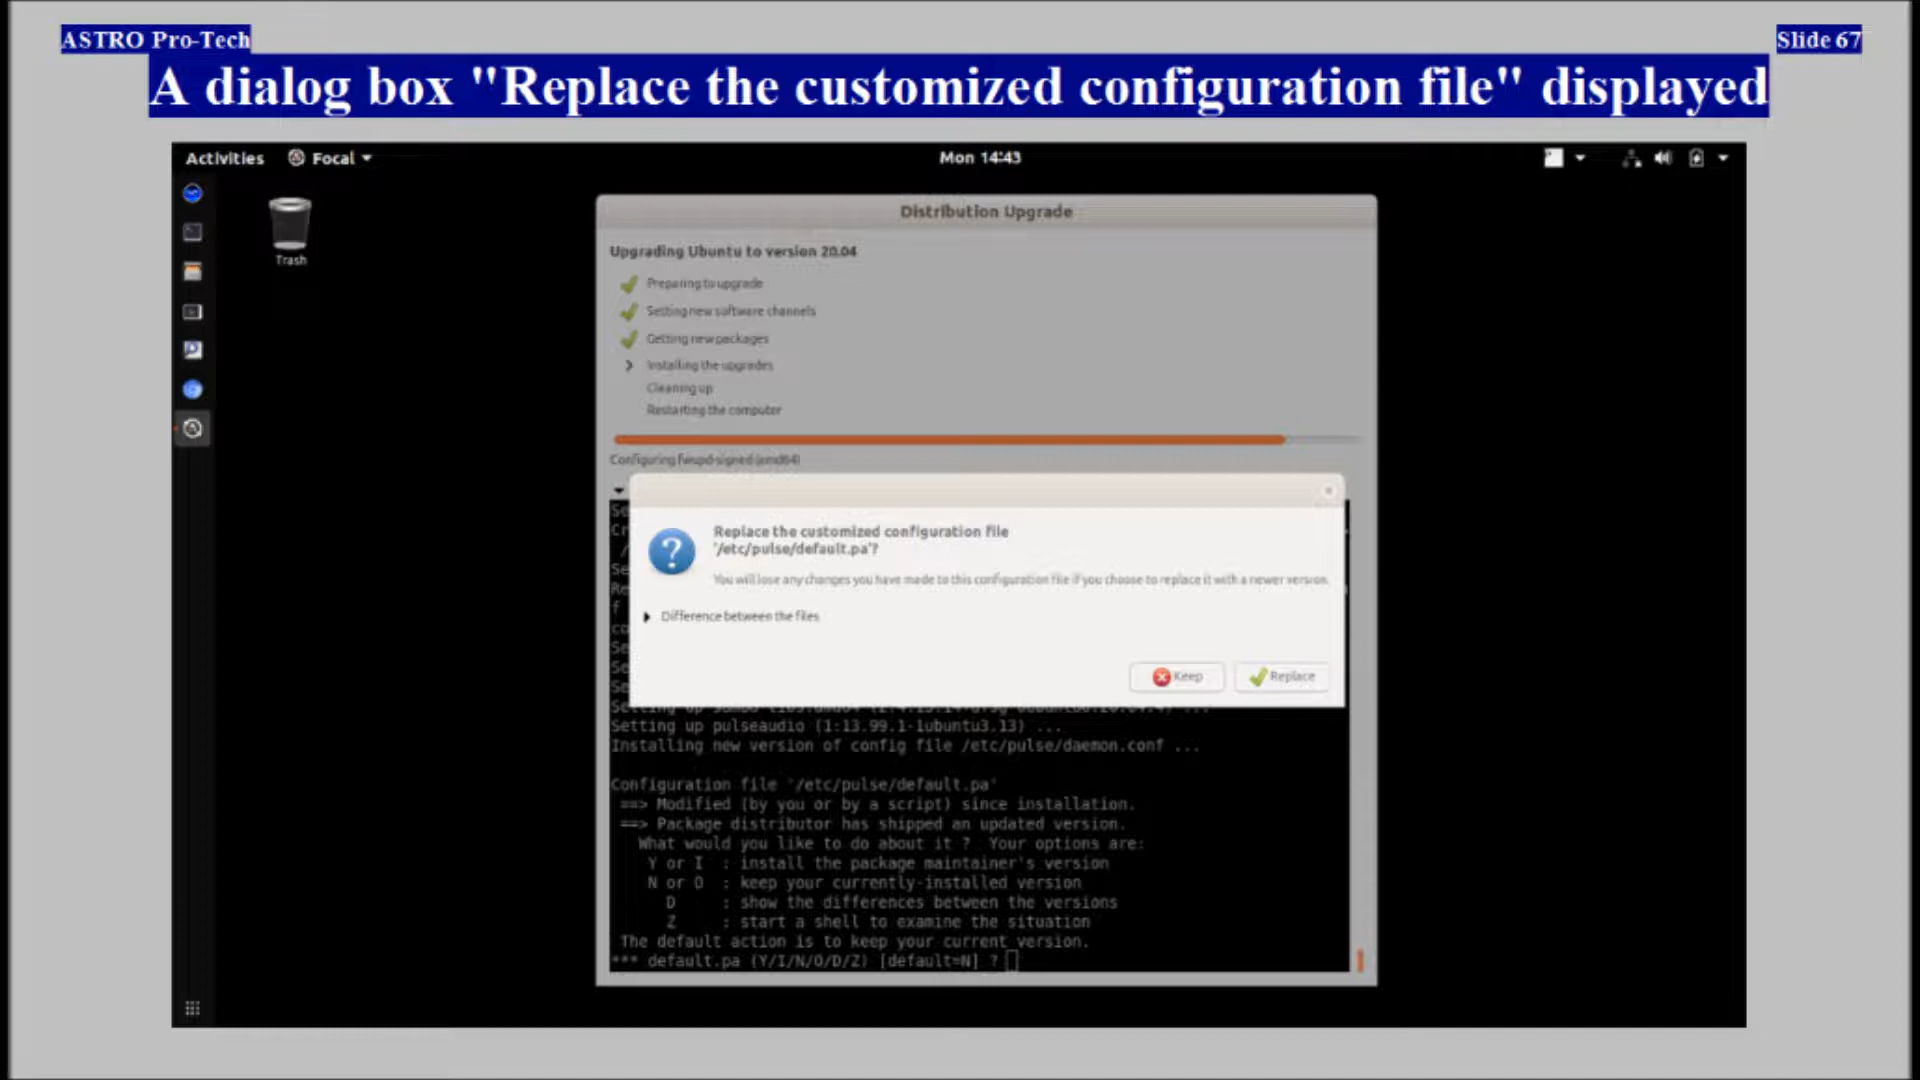 ASTRO Pro-Tech
Slide 67
A dialog box "Replace the customized configuration file" displayed
Activities
Focal
Mon 14:43
Trash
Distribution Upgrade
Upgrading Ubuntu to version 20.04
Preparing to upgrade
Setting new software channels
Getting new packages
Installing the upgrades
Cleaning up
Restarting the computer
Configuring fwupd-signed (amd64)
Replace the customized configuration file
'/etc/pulse/default.pa'?
You will lose any changes you have made to this configuration file if you choose to replace it with a newer version.
Difference between the files
Keep
Replace
Setting up pulseaudio (1:13.99.1-1ubuntu3.13) ...
Installing new version of config file /etc/pulse/daemon.conf ...
Configuration file '/etc/pulse/default.pa'
==> Modified (by you or by a script) since installation.
==> Package distributor has shipped an updated version.
What would you like to do about it ? Your options are:
Y or I : install the package maintainer's version
N or O : keep your currently-installed version
D : show the differences between the versions
Z : start a shell to examine the situation
The default action is to keep your current version.
*** default.pa (Y/I/N/O/D/Z) [default=N] ?